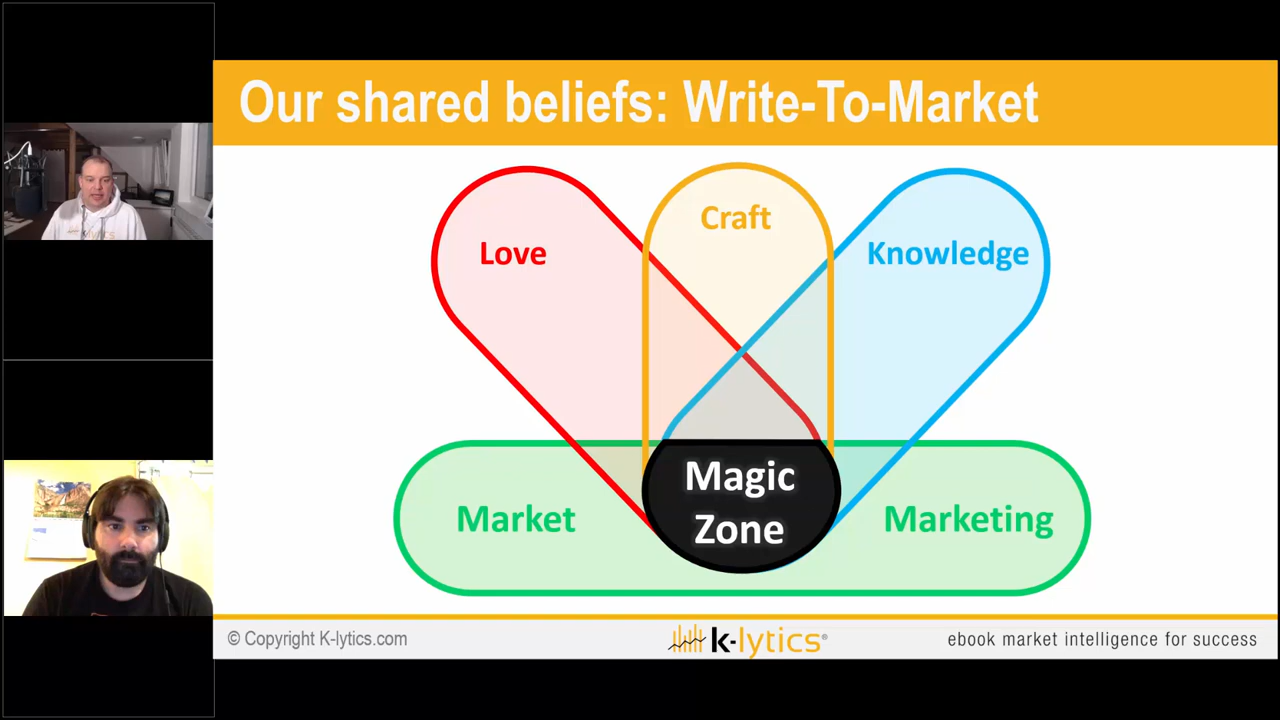 Our shared beliefs: Write-To-Market
Love
Craft
Knowledge
Market
Magic
Zone
Marketing
© Copyright K-lytics.com
k-lytics®
ebook market intelligence for success